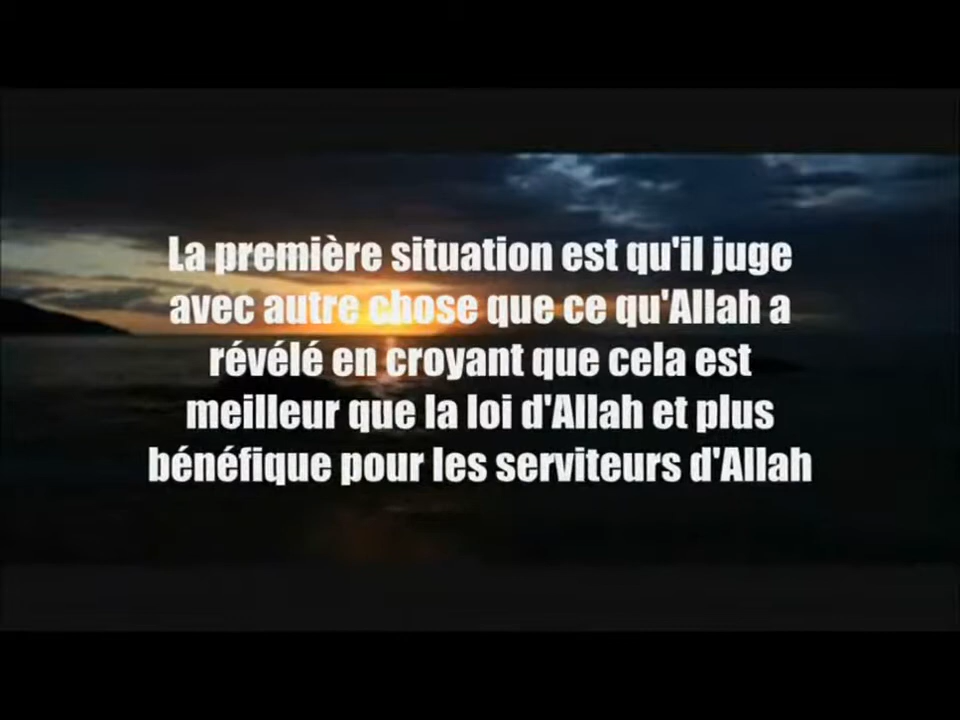 La première situation est qu'il juge
avec autre chose que ce qu'Allah a
révélé en croyant que cela est
meilleur que la loi d'Allah et plus
bénéfique pour les serviteurs d'Allah